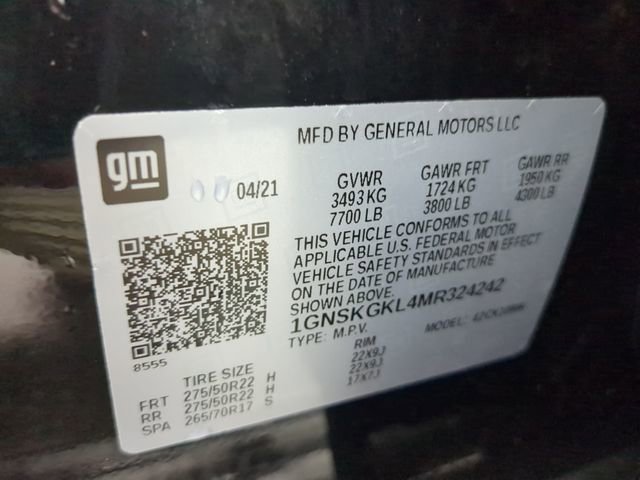 MFD BY GENERAL MOTORS LLC
gm
04/21
GVWR GAWR FRT GAWR RR
3493 KG 1724 KG 1950 KG
7700 LB 3800 LB 4300 LB
THIS VEHICLE CONFORMS TO ALL
APPLICABLE U.S. FEDERAL MOTOR
VEHICLE SAFETY STANDARDS IN EFFECT
ON THE DATE OF MANUFACTURE
SHOWN ABOVE.
1GNSKGKL4MR324242
TYPE: M.P.V. MODEL:
8555
TIRE SIZE RIM
FRT 275/50R22 H 22X9J
RR 275/50R22 H 22X9J
SPA 265/70R17 S 17X7J